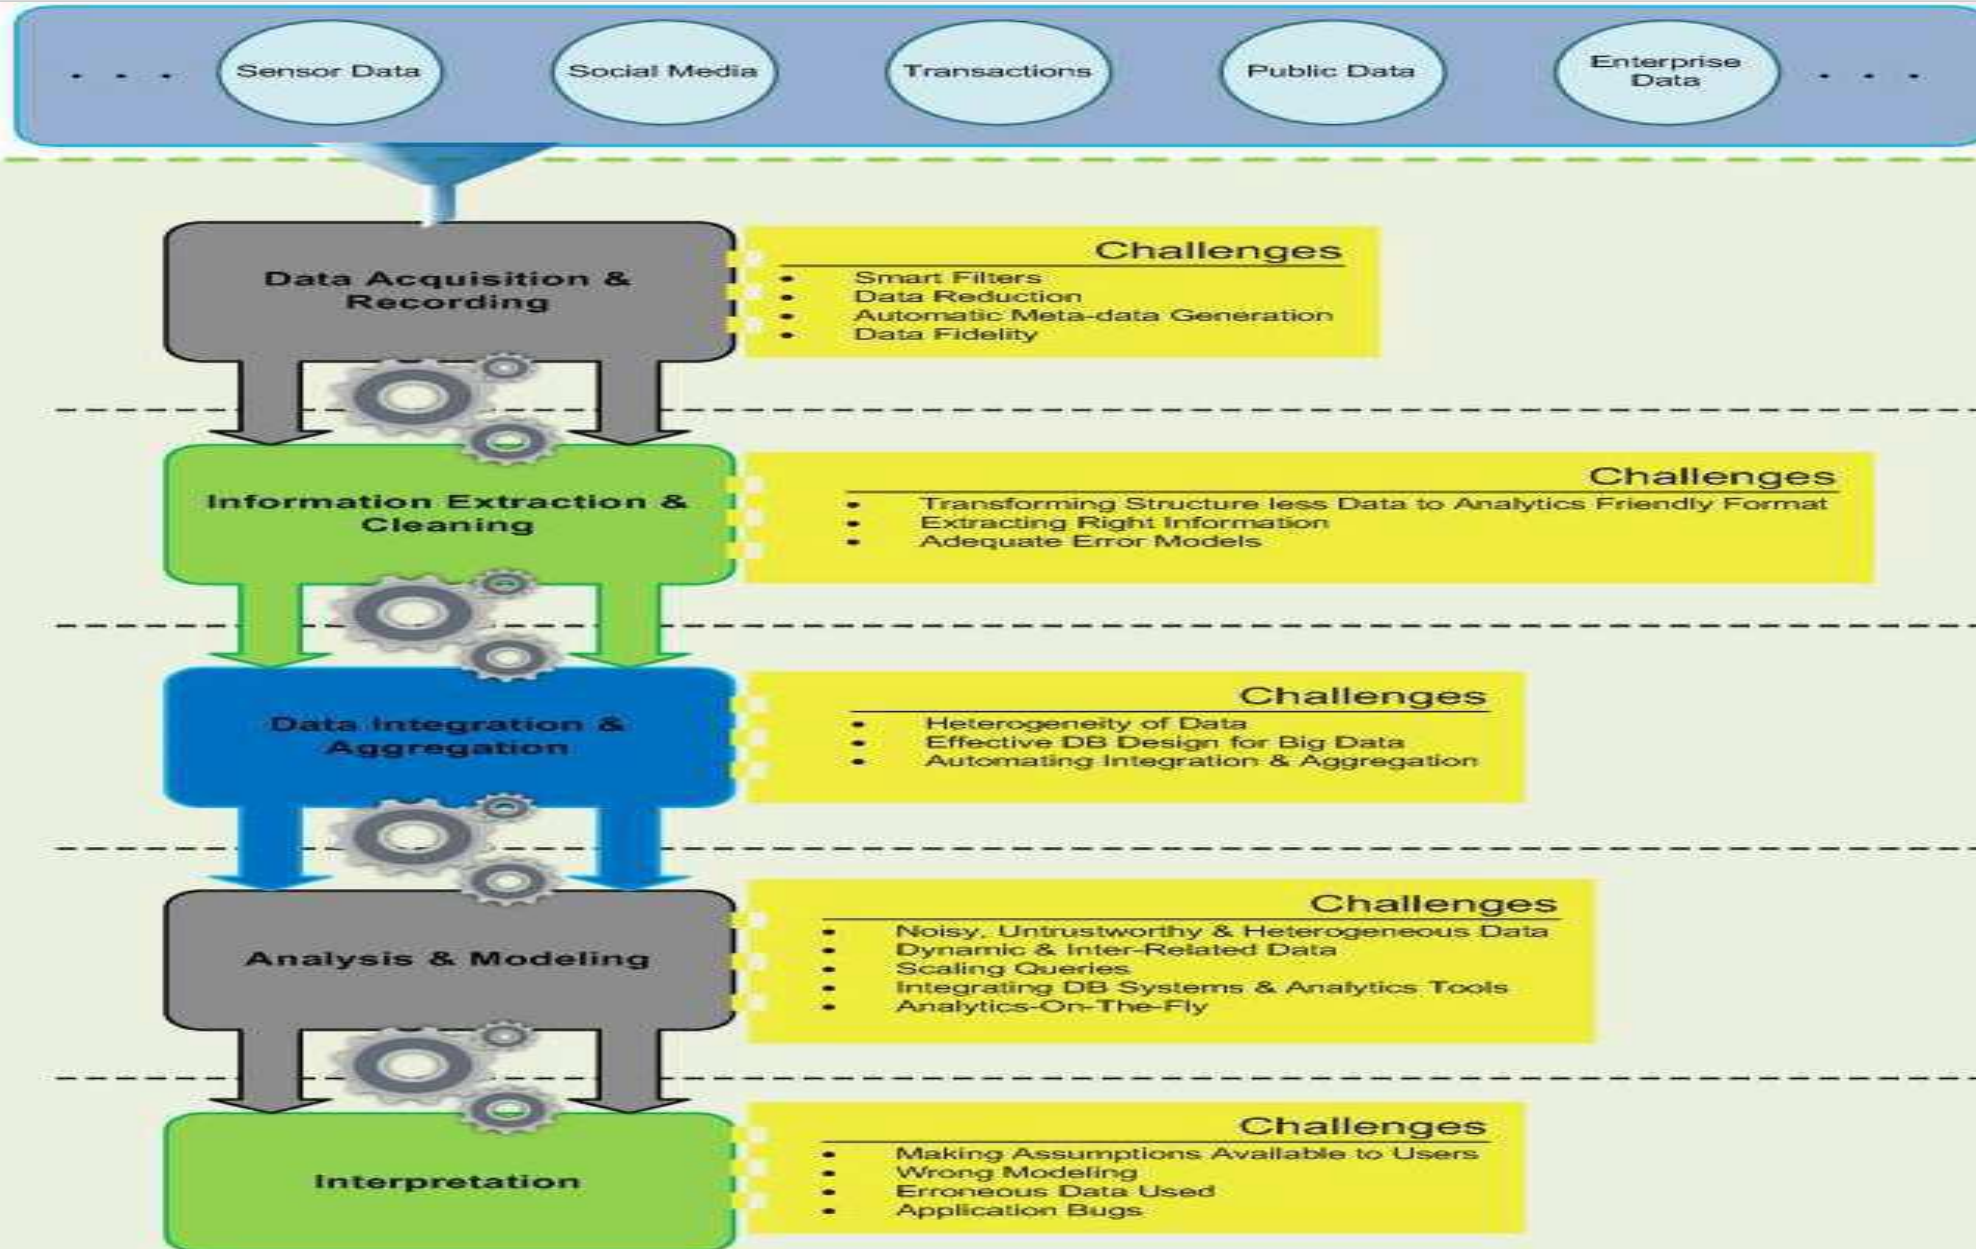 . . . Sensor Data Social Media Transactions Public Data Enterprise . . .
Data
Data Acquisition &
Recording
Challenges
• Smart Filters
• Data Reduction
• Automatic Meta-data Generation
• Data Fidelity
Information Extraction &
Cleaning
Challenges
• Transforming Structure less Data to Analytics Friendly Format
• Extracting Right Information
• Adequate Error Models
Data Integration &
Aggregation
Challenges
• Heterogeneity of Data
• Effective DB Design for Big Data
• Automating Integration & Aggregation
Analysis & Modeling
Challenges
• Noisy, Untrustworthy & Heterogeneous Data
• Dynamic & Inter-Related Data
• Scaling Queries
• Integrating DB Systems & Analytics Tools
• Analytics-On-The-Fly
Interpretation
Challenges
• Making Assumptions Available to Users
• Wrong Modeling
• Erroneous Data Used
• Application Bugs